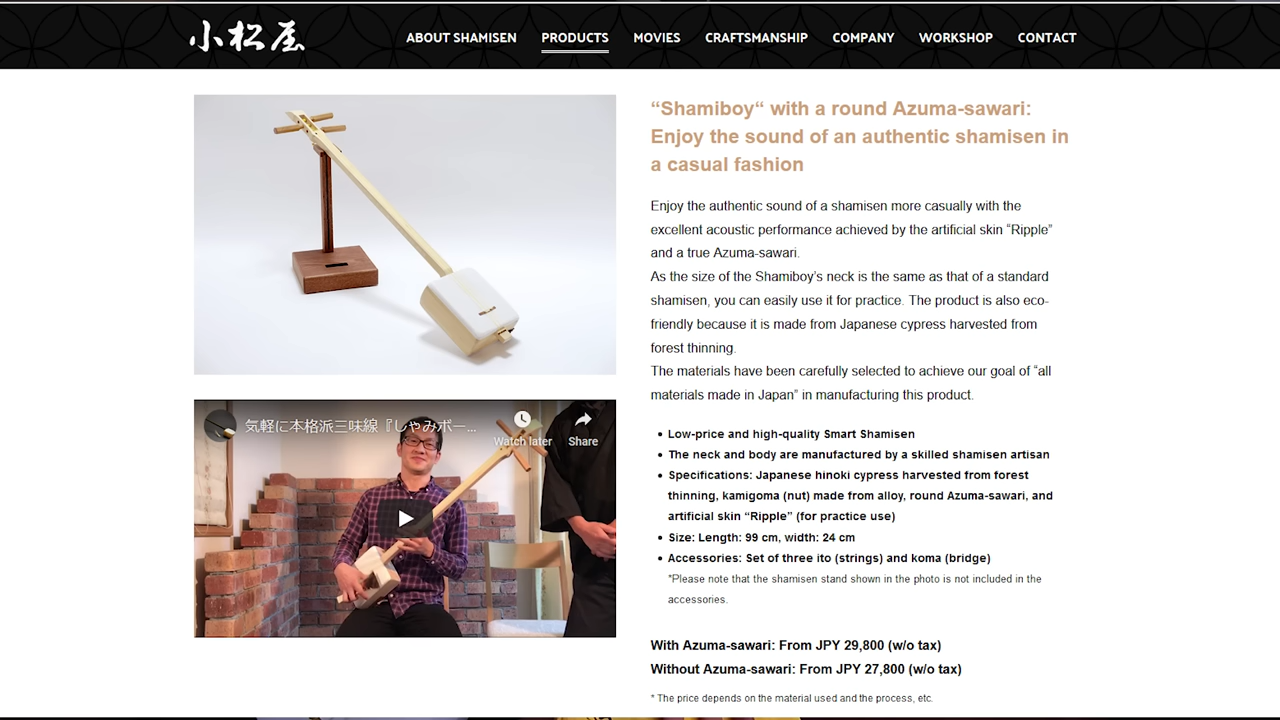 小松屋
ABOUT SHAMISEN
PRODUCTS
MOVIES
CRAFTSMANSHIP
COMPANY
WORKSHOP
CONTACT
“Shamiboy“ with a round Azuma-sawari:
Enjoy the sound of an authentic shamisen in
a casual fashion
Enjoy the authentic sound of a shamisen more casually with the
excellent acoustic performance achieved by the artificial skin “Ripple”
and a true Azuma-sawari.
As the size of the Shamiboy’s neck is the same as that of a standard
shamisen, you can easily use it for practice. The product is also eco-
friendly because it is made from Japanese cypress harvested from
forest thinning.
The materials have been carefully selected to achieve our goal of “all
materials made in Japan” in manufacturing this product.
気軽に本格派三味線『しゃみボー...
Watch later
Share
• Low-price and high-quality Smart Shamisen
• The neck and body are manufactured by a skilled shamisen artisan
• Specifications: Japanese hinoki cypress harvested from forest
thinning, kamigoma (nut) made from alloy, round Azuma-sawari, and
artificial skin “Ripple” (for practice use)
• Size: Length: 99 cm, width: 24 cm
• Accessories: Set of three ito (strings) and koma (bridge)
*Please note that the shamisen stand shown in the photo is not included in the
accessories.
With Azuma-sawari: From JPY 29,800 (w/o tax)
Without Azuma-sawari: From JPY 27,800 (w/o tax)
* The price depends on the material used and the process, etc.